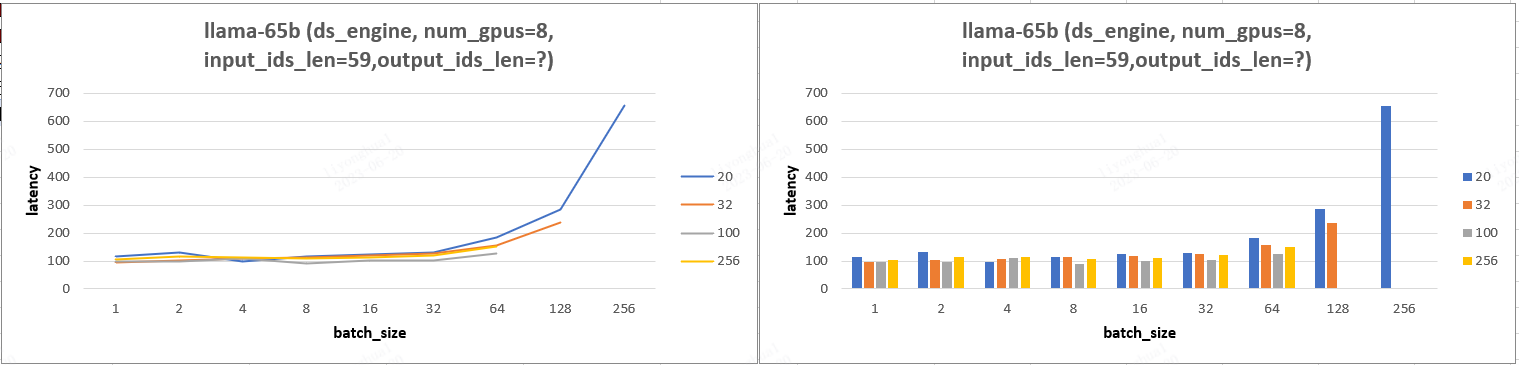 llama-65b (ds_engine, num_gpus=8,
input_ids_len=59,output_ids_len=?)
700
600
500
400
300
200
100
0
latency
1 2 4 8 16 32 64 128 256
batch_size
20
32
100
256
llama-65b (ds_engine, num_gpus=8,
input_ids_len=59,output_ids_len=?)
700
600
500
400
300
200
100
0
latency
1 2 4 8 16 32 64 128 256
batch_size
20
32
100
256